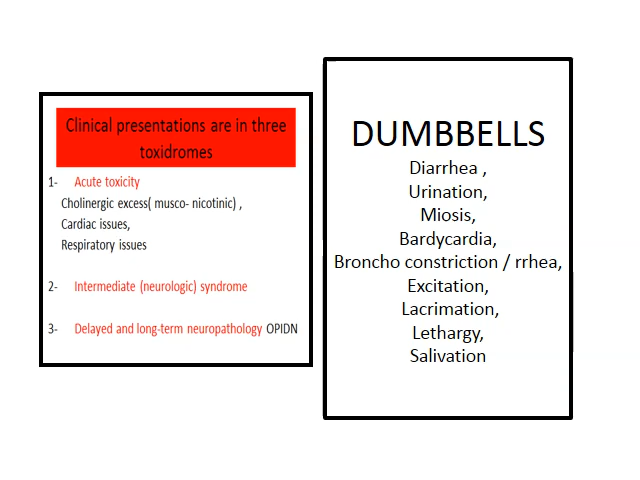 Clinical presentations are in three
toxidromes
1- Acute toxicity
Cholinergic excess( musco- nicotinic) ,
Cardiac issues,
Respiratory issues
2- Intermediate (neurologic) syndrome
3- Delayed and long-term neuropathology OPIDN
DUMBBELLS
Diarrhea ,
Urination,
Miosis,
Bardycardia,
Broncho constriction / rrhea,
Excitation,
Lacrimation,
Lethargy,
Salivation